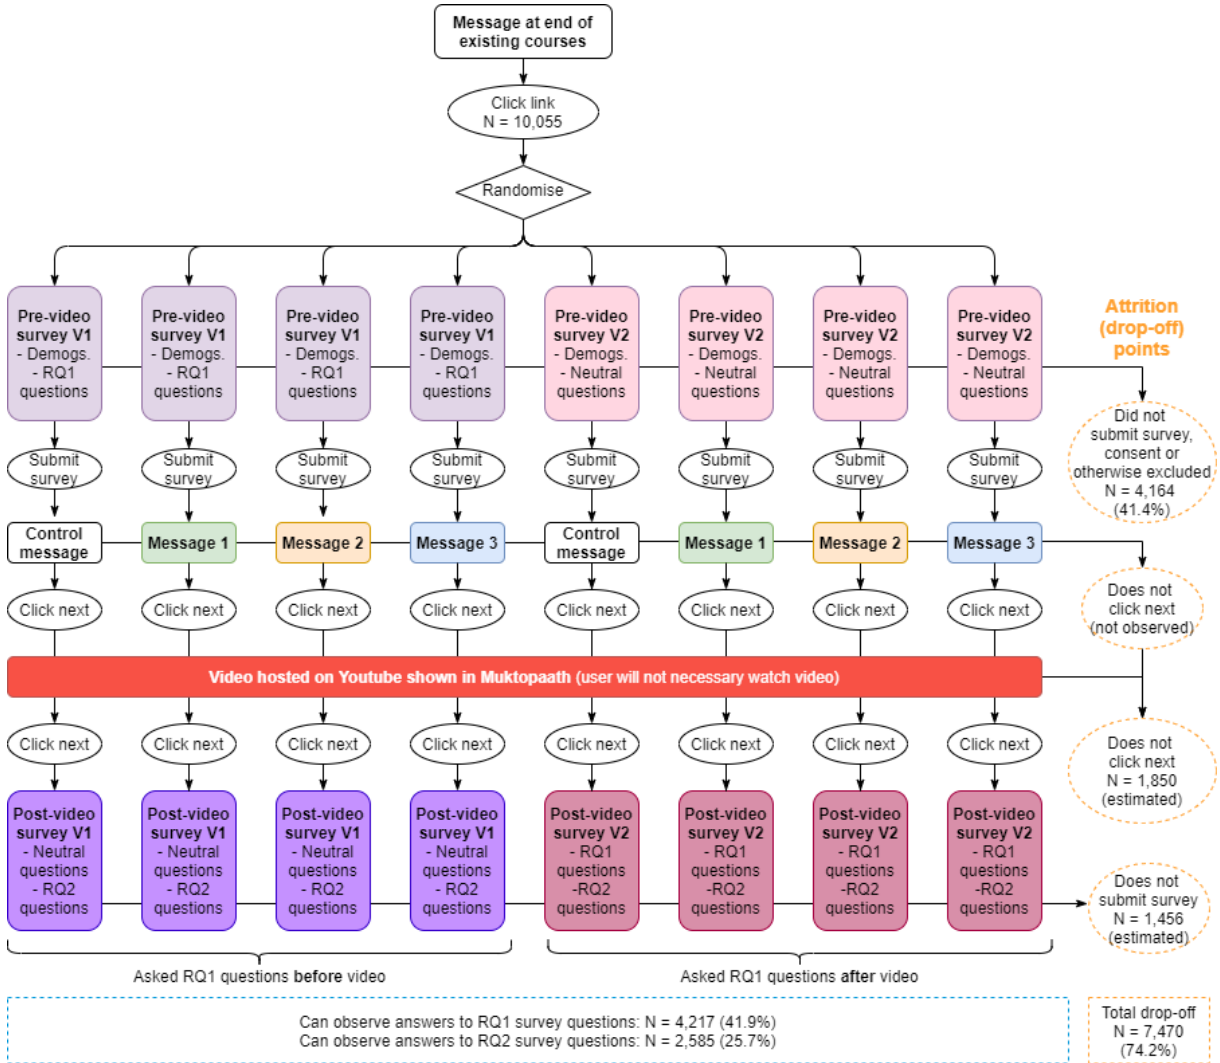 Message at end of
existing courses
Click link
N = 10,055
Randomise
Pre-video
survey V1
- Demogs.
- RQ1
questions
Pre-video
survey V1
- Demogs.
- RQ1
questions
Pre-video
survey V1
- Demogs.
- RQ1
questions
Pre-video
survey V1
- Demogs.
- RQ1
questions
Pre-video
survey V2
- Demogs.
- Neutral
questions
Pre-video
survey V2
- Demogs.
- Neutral
questions
Pre-video
survey V2
- Demogs.
- Neutral
questions
Pre-video
survey V2
- Demogs.
- Neutral
questions
Attrition
(drop-off)
points
Did not
submit survey,
consent or
otherwise excluded
N = 4,164
(41.4%)
Submit
survey
Submit
survey
Submit
survey
Submit
survey
Submit
survey
Submit
survey
Submit
survey
Submit
survey
Control
message
Message 1
Message 2
Message 3
Control
message
Message 1
Message 2
Message 3
Click next
Click next
Click next
Click next
Click next
Click next
Click next
Click next
Does not
click next
(not observed)
Video hosted on Youtube shown in Muktopaath (user will not necessary watch video)
Click next
Click next
Click next
Click next
Click next
Click next
Click next
Click next
Does not
click next
N = 1,850
(estimated)
Post-video
survey V1
- Neutral
questions
- RQ2
questions
Post-video
survey V1
- Neutral
questions
- RQ2
questions
Post-video
survey V1
- Neutral
questions
- RQ2
questions
Post-video
survey V1
- Neutral
questions
- RQ2
questions
Post-video
survey V2
- RQ1
questions
-RQ2
questions
Post-video
survey V2
- RQ1
questions
-RQ2
questions
Post-video
survey V2
- RQ1
questions
-RQ2
questions
Post-video
survey V2
- RQ1
questions
-RQ2
questions
Does not
submit survey
N = 1,456
(estimated)
Asked RQ1 questions before video
Asked RQ1 questions after video
Can observe answers to RQ1 survey questions: N = 4,217 (41.9%)
Can observe answers to RQ2 survey questions: N = 2,585 (25.7%)
Total drop-off
N = 7,470
(74.2%)